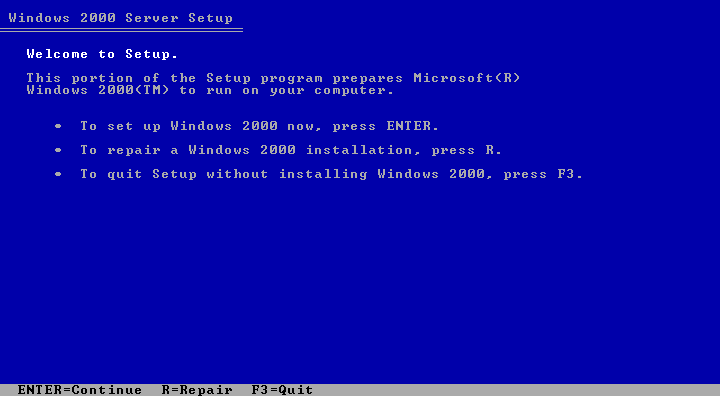 Windows 2000 Server Setup
Welcome to Setup.
This portion of the Setup program prepares Microsoft(R)
Windows 2000(TM) to run on your computer.
• To set up Windows 2000 now, press ENTER.
• To repair a Windows 2000 installation, press R.
• To quit Setup without installing Windows 2000, press F3.
ENTER=Continue R=Repair F3=Quit